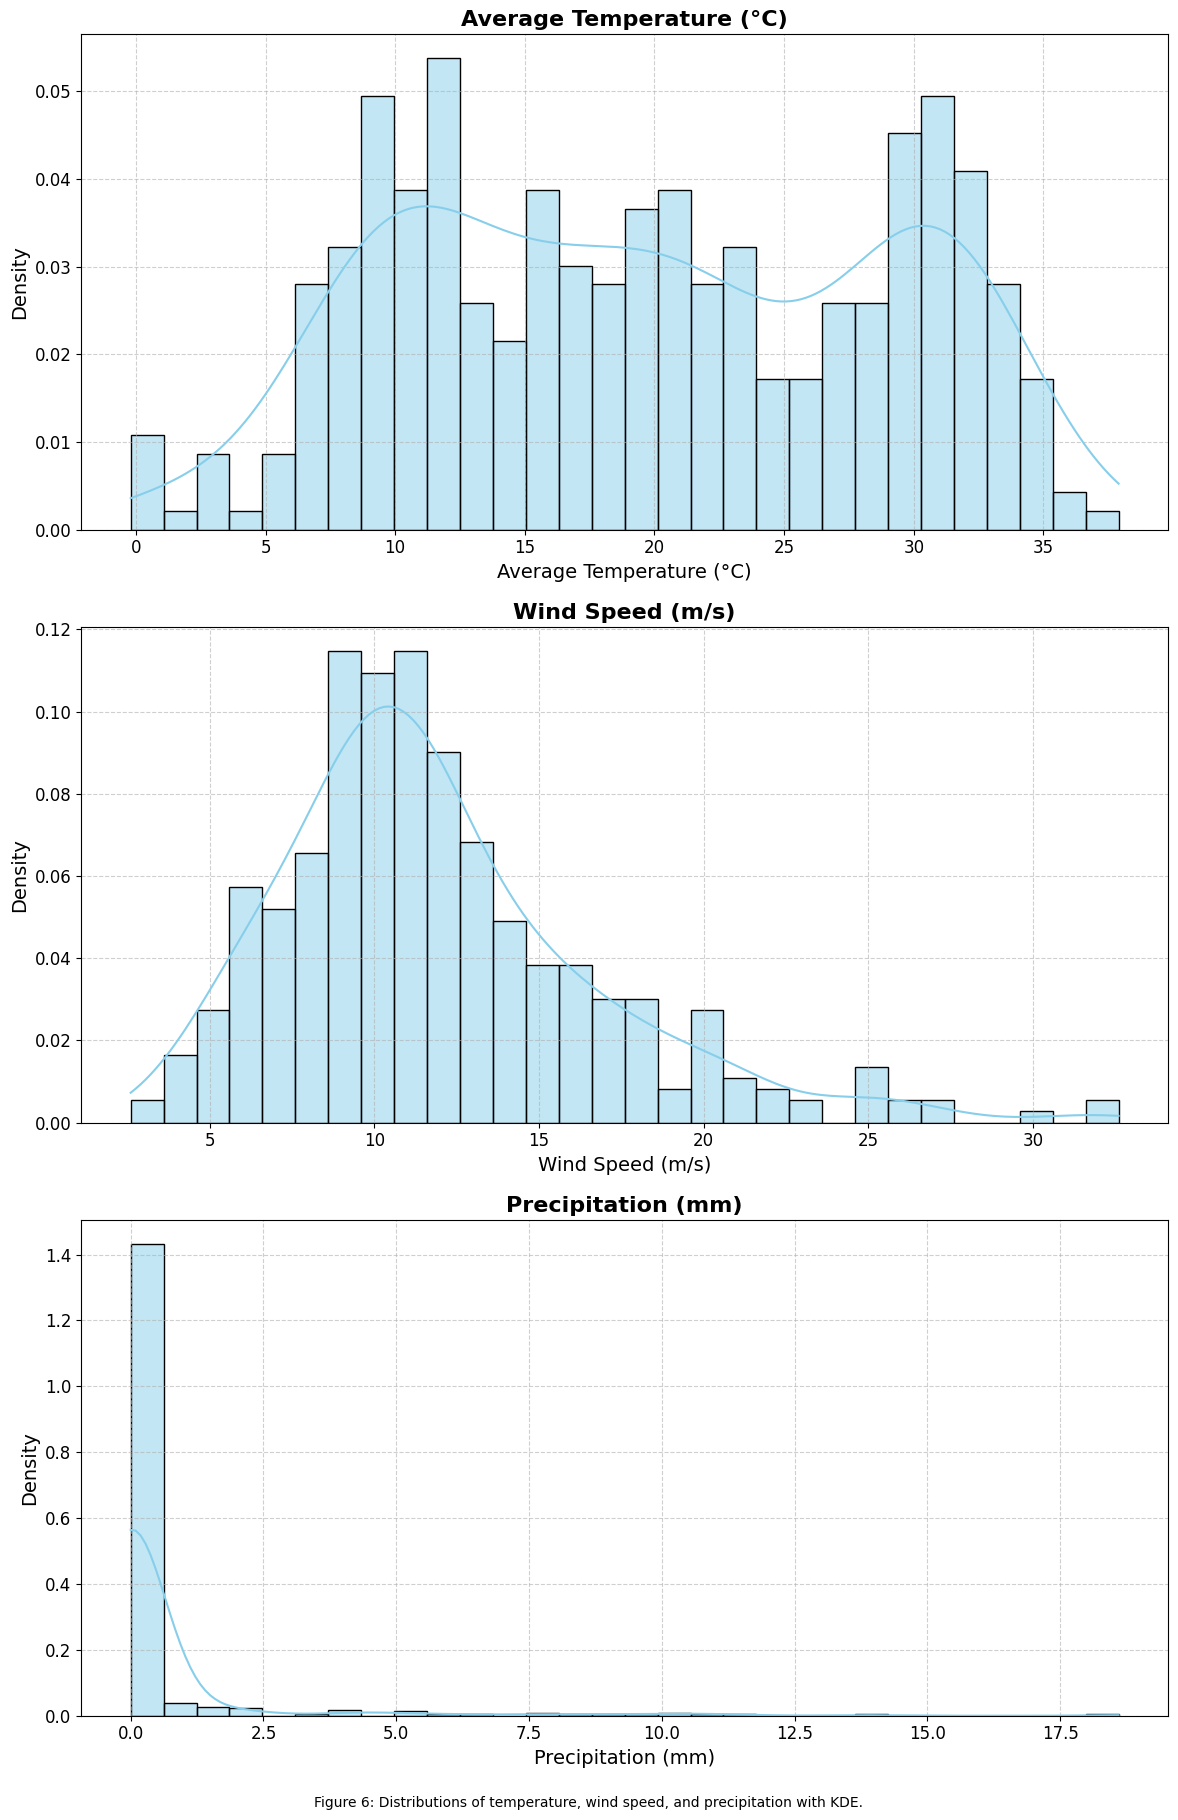 Average Temperature (°C)
0.05
0.04
0.03
0.02
0.01
0.00
Density
0 5 10 15 20 25 30 35
Average Temperature (°C)
Wind Speed (m/s)
0.12
0.10
0.08
0.06
0.04
0.02
0.00
Density
5 10 15 20 25 30
Wind Speed (m/s)
Precipitation (mm)
1.4
1.2
1.0
0.8
0.6
0.4
0.2
0.0
Density
0.0 2.5 5.0 7.5 10.0 12.5 15.0 17.5
Precipitation (mm)
Figure 6: Distributions of temperature, wind speed, and precipitation with KDE.